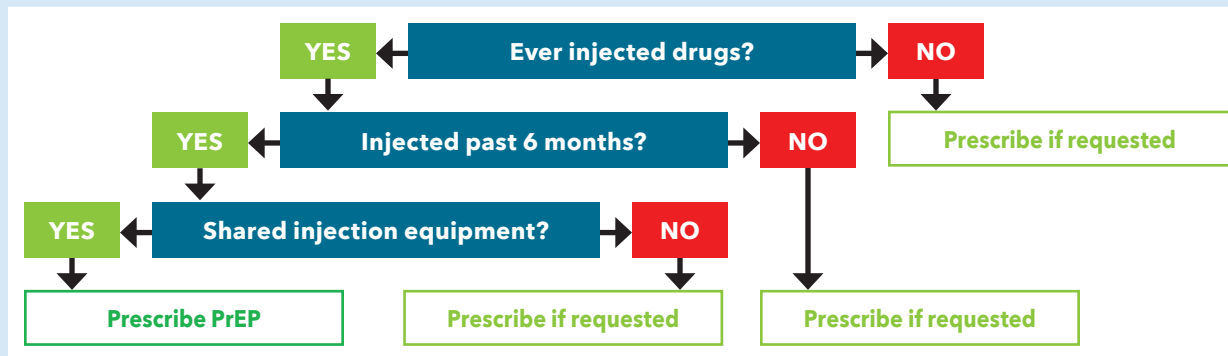 YES
Ever injected drugs?
NO
YES
Injected past 6 months?
NO
Prescribe if requested
YES
Shared injection equipment?
NO
Prescribe PrEP
Prescribe if requested
Prescribe if requested